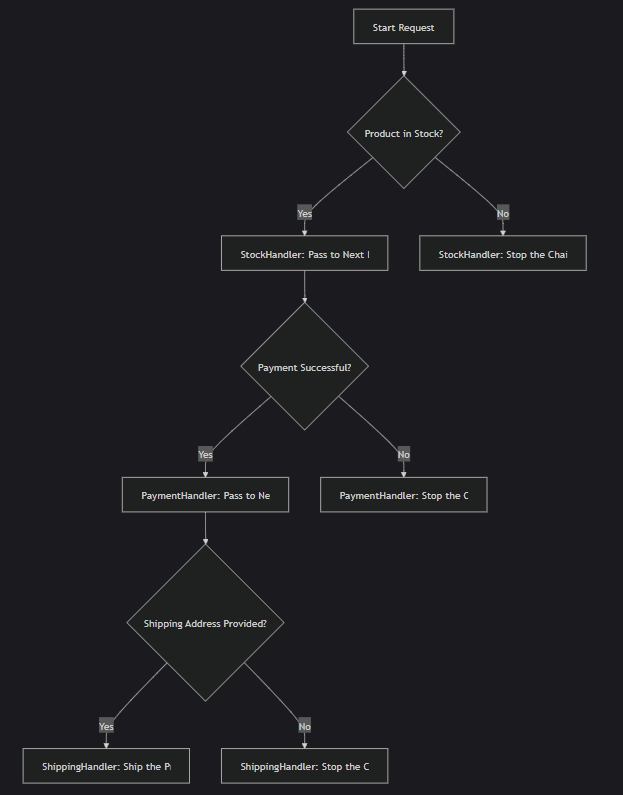 Start Request
Product in Stock?
Yes
No
StockHandler: Pass to Next
StockHandler: Stop the Chai
Payment Successful?
Yes
No
PaymentHandler: Pass to Ne
PaymentHandler: Stop the C
Shipping Address Provided?
Yes
No
ShippingHandler: Ship the P
ShippingHandler: Stop the C